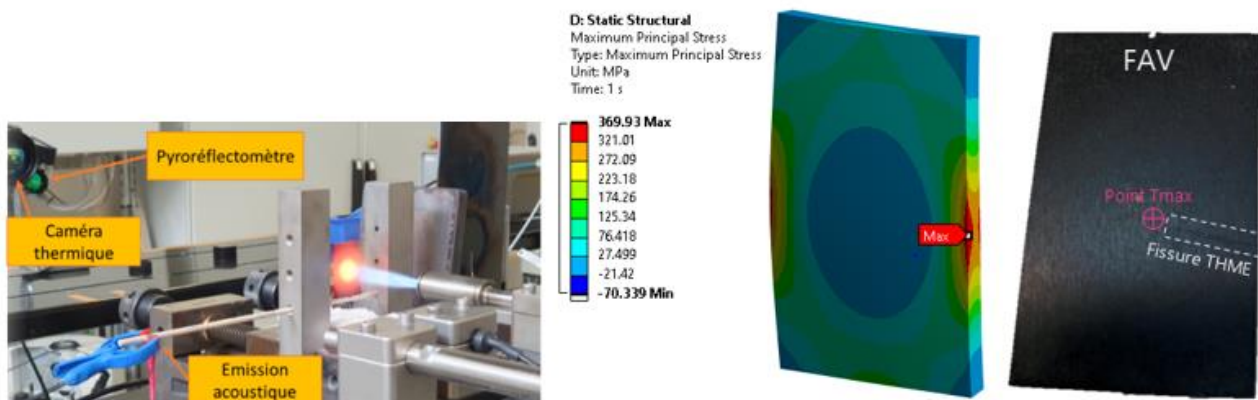 Pyroréflectomètre
Caméra
thermique
Emission
acoustique
D: Static Structural
Maximum Principal Stress
Type: Maximum Principal Stress
Unit: MPa
Time: 1 s
369.93 Max
321.01
272.09
223.18
174.26
125.34
76.418
27.499
-21.42
-70.339 Min
Max
FAV
Point Tmax
Fissure THME